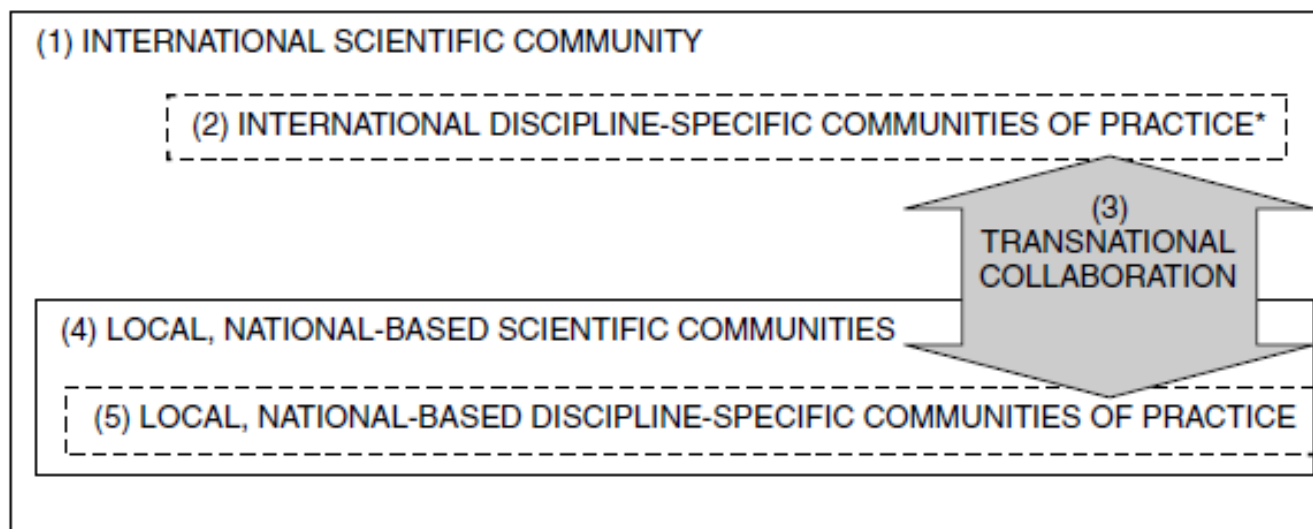 (1) INTERNATIONAL SCIENTIFIC COMMUNITY
(2) INTERNATIONAL DISCIPLINE-SPECIFIC COMMUNITIES OF PRACTICE*
(3)
TRANSNATIONAL
COLLABORATION
(4) LOCAL, NATIONAL-BASED SCIENTIFIC COMMUNITIES
(5) LOCAL, NATIONAL-BASED DISCIPLINE-SPECIFIC COMMUNITIES OF PRACTICE